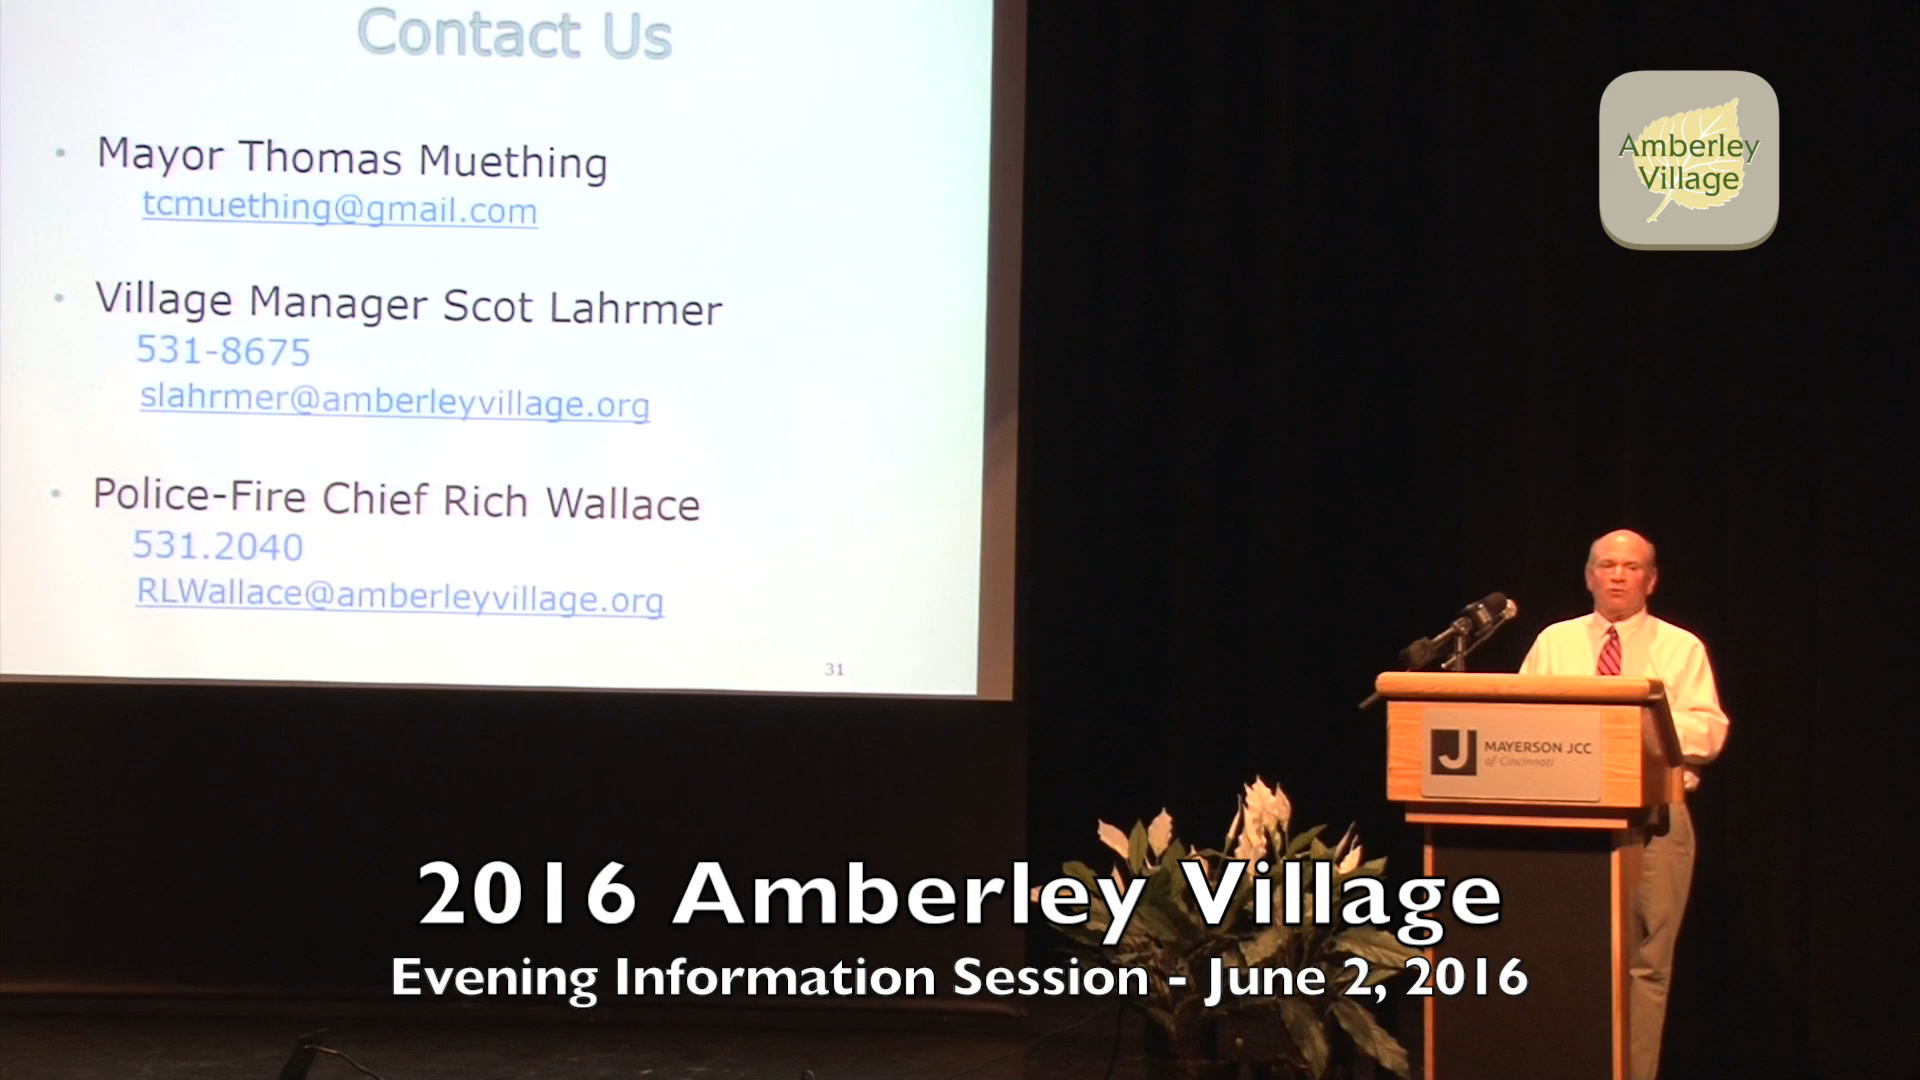 Contact Us
• Mayor Thomas Muething
tcmuething@gmail.com
• Village Manager Scot Lahrmer
531-8675
slahrmer@amberleyvillage.org
• Police-Fire Chief Rich Wallace
531.2040
RLWallace@amberleyvillage.org
31
Amberley
Village
J MAYERSON JCC
of Cincinnati
2016 Amberley Village
Evening Information Session - June 2, 2016